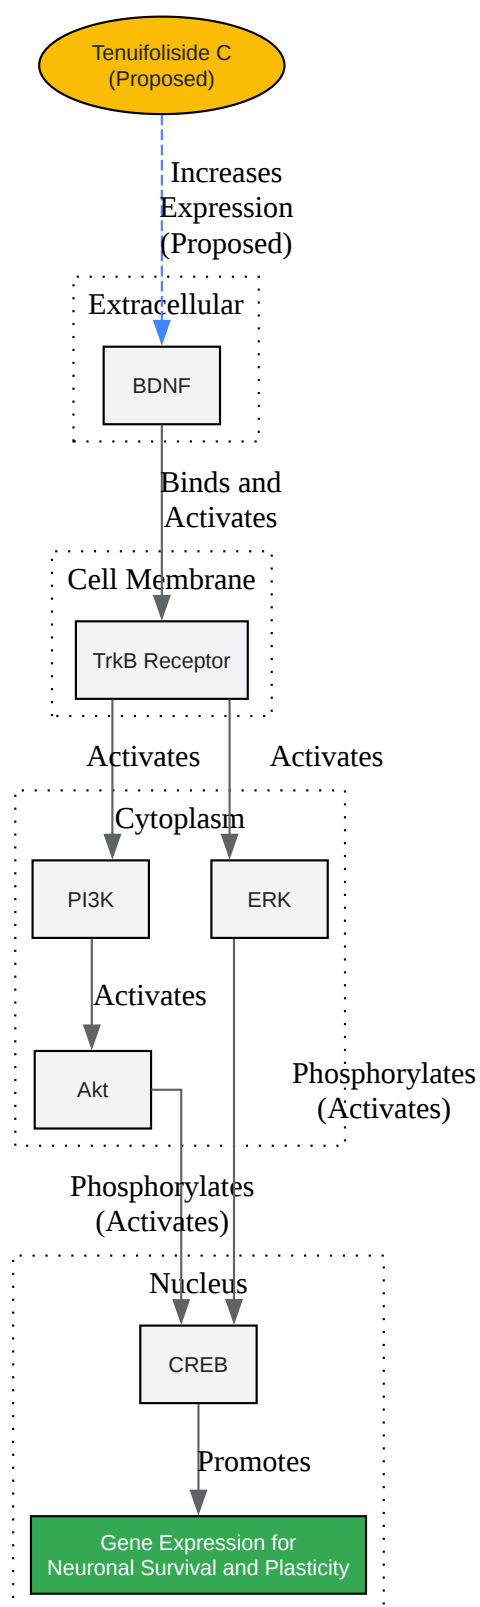 Tenuifoliside C
(Proposed)
Increases
Expression
(Proposed)
Extracellular
BDNF
Binds and
Activates
Cell Membrane
TrkB Receptor
Activates
Activates
Cytoplasm
PI3K
ERK
Activates
Akt
Phosphorylates
(Activates)
Phosphorylates
(Activates)
Nucleus
CREB
Promotes
Gene Expression for
Neuronal Survival and Plasticity